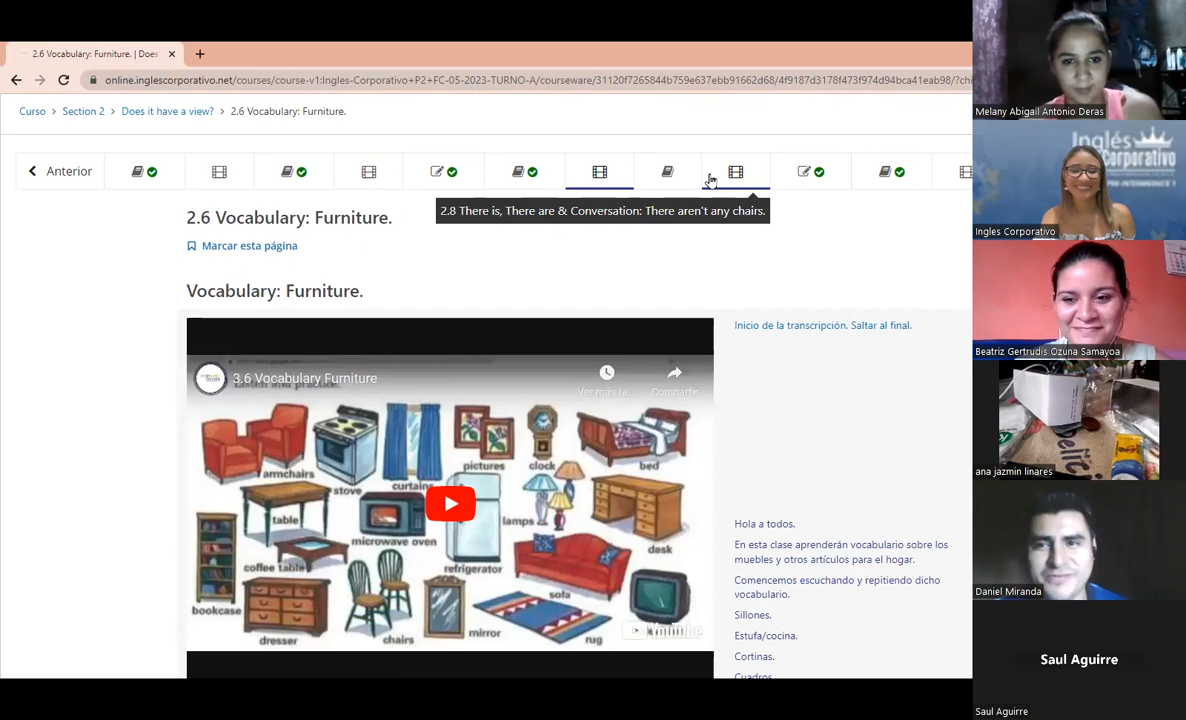 2.6 Vocabulary: Furniture. | Does
online.inglescorporativo.net/courses/course-v1:Ingles-Corporativo+P2+FC-05-2023-TURNO-A/courseware/31120f7265844b759e637ebb91662d68/4f9187d3178f473f974d94bca41eab98/?chi
Curso > Section 2 > Does it have a view? > 2.6 Vocabulary: Furniture.
Anterior
2.8 There is, There are & Conversation: There aren't any chairs.
2.6 Vocabulary: Furniture.
Marcar esta página
Vocabulary: Furniture.
Inicio de la transcripción. Saltar al final.
3.6 Vocabulary Furniture
Ver más ta...
Compartir
armchairs
stove
curtains
pictures
clock
bed
table
microwave oven
refrigerator
lamps
desk
coffee table
bookcase
dresser
chairs
mirror
sofa
rug
YouTube
Hola a todos.
En esta clase aprenderán vocabulario sobre los
muebles y otros artículos para el hogar.
Comencemos escuchando y repitiendo dicho
vocabulario.
Sillones.
Estufa/cocina.
Cortinas.
Cuadros.
Melany Abigail Antonio Deras
Inglés
Corporativo
Ingles Corporativo
Beatriz Gertrudis Ozuna Samayoa
ana jazmin linares
Daniel Miranda
Saul Aguirre
Saul Aguirre